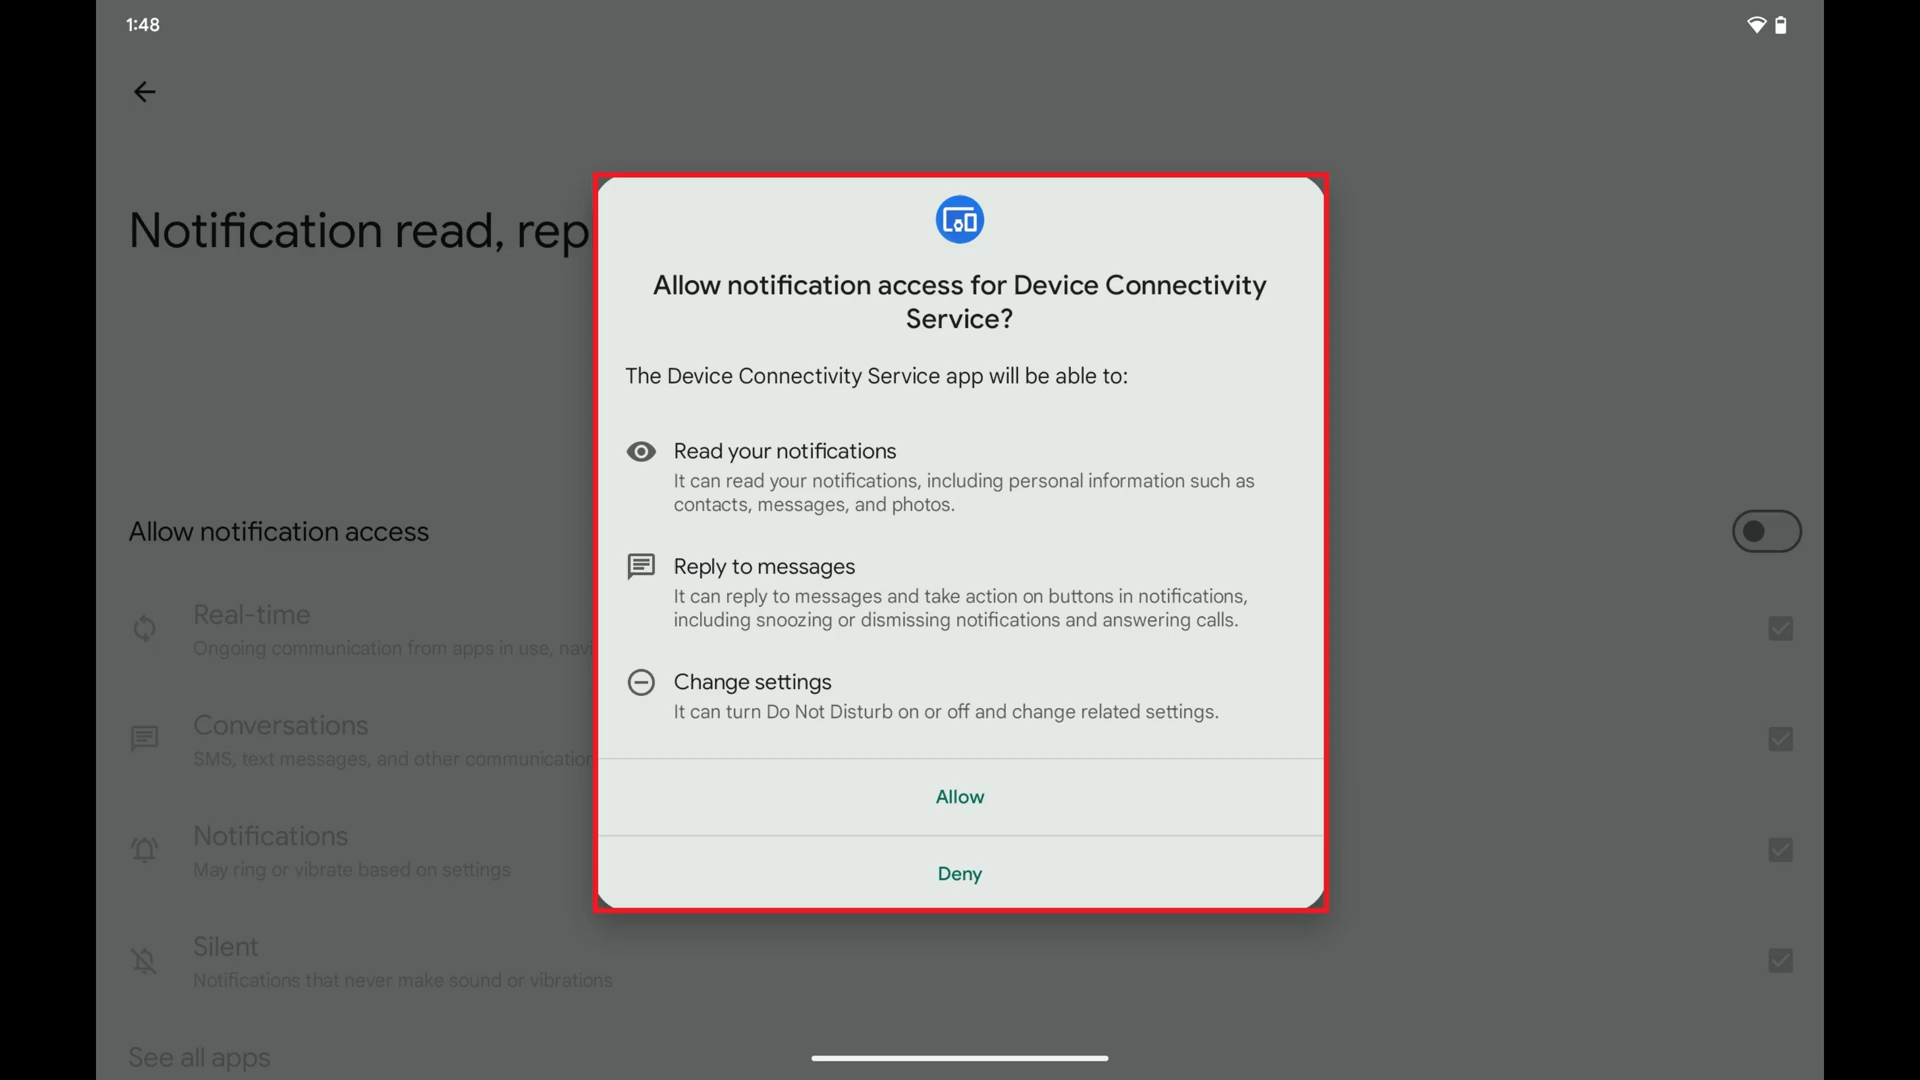 1:48
Notification read, rep
Allow notification access for Device Connectivity
Service?
The Device Connectivity Service app will be able to:
Read your notifications
It can read your notifications, including personal information such as
contacts, messages, and photos.
Reply to messages
It can reply to messages and take action on buttons in notifications,
including snoozing or dismissing notifications and answering calls.
Change settings
It can turn Do Not Disturb on or off and change related settings.
Allow
Deny
Allow notification access
Real-time
Ongoing communication from apps in use, navi
Conversations
SMS, text messages, and other communication
Notifications
May ring or vibrate based on settings
Silent
Notifications that never make sound or vibrations
See all apps